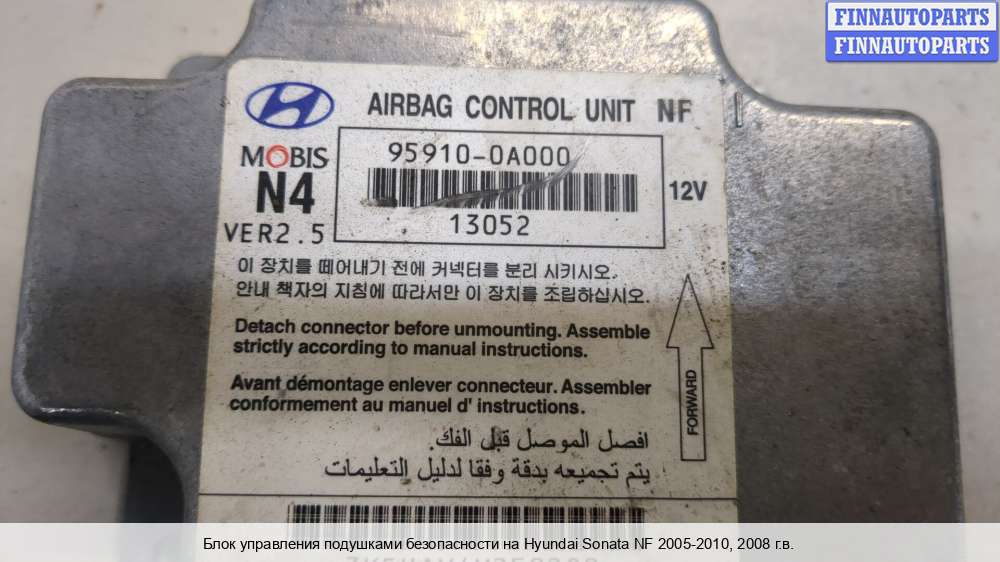 FINNAUTOPARTS
FINNAUTOPARTS
AIRBAG CONTROL UNIT NF
MOBIS
95910-0A000
N4
12V
13052
VER2.5
이 장치를 떼어내기 전에 커넥터를 분리 시키시오.
안내 책자의 지침에 따라서만 이 장치를 조립하십시오.
Detach connector before unmounting. Assemble
strictly according to manual instructions.
Avant démontage enlever connecteur. Assembler
conformement au manuel d' instructions.
FORWARD
افصل الموصل قبل الفك.
يتم تجميعه بدقة وفقا لدليل التعليمات
Блок управления подушками безопасности на Hyundai Sonata NF 2005-2010, 2008 г.в.